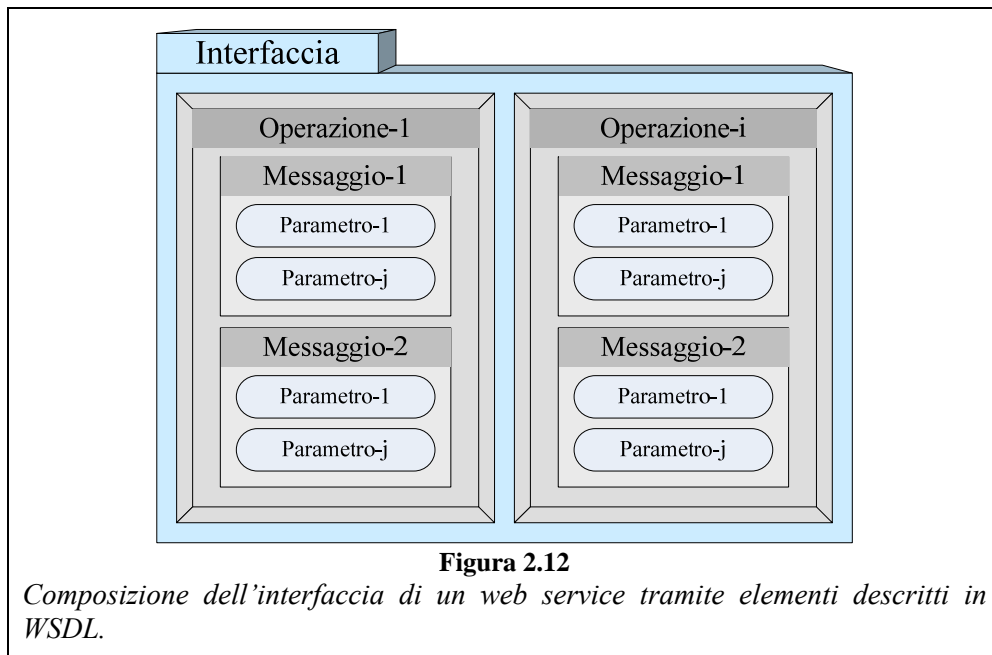 Interfaccia
Operazione-1
Messaggio-1
Parametro-1
Parametro-j
Messaggio-2
Parametro-1
Parametro-j
Operazione-i
Messaggio-1
Parametro-1
Parametro-j
Messaggio-2
Parametro-1
Parametro-j
Figura 2.12
Composizione dell'interfaccia di un web service tramite elementi descritti in
WSDL.